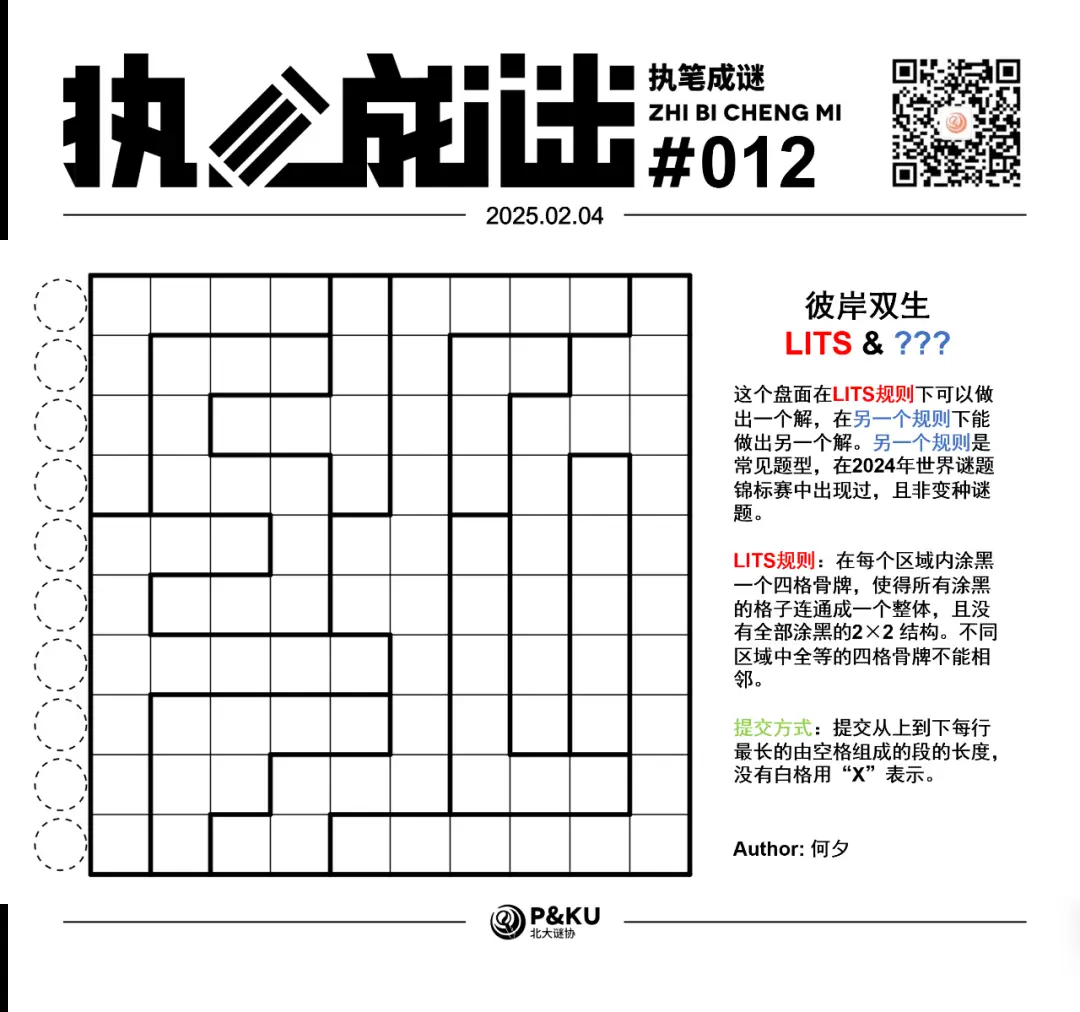 执笔成谜
执笔成谜
ZHI BI CHENG MI
#012
2025.02.04
彼岸双生
LITS & ???
这个盘面在LITS规则下可以做
出一个解，在另一个规则下能
做出另一个解。另一个规则是
常见题型，在2024年世界谜题
锦标赛中出现过，且非变种谜
题。
LITS规则：在每个区域内涂黑
一个四格骨牌，使得所有涂黑
的格子连通成一个整体，且没
有全部涂黑的2×2 结构。不同
区域中全等的四格骨牌不能相
邻。
提交方式：提交从上到下每行
最长的由空格组成的段的长度，
没有白格用“X”表示。
Author: 何夕
P&KU
北大谜协